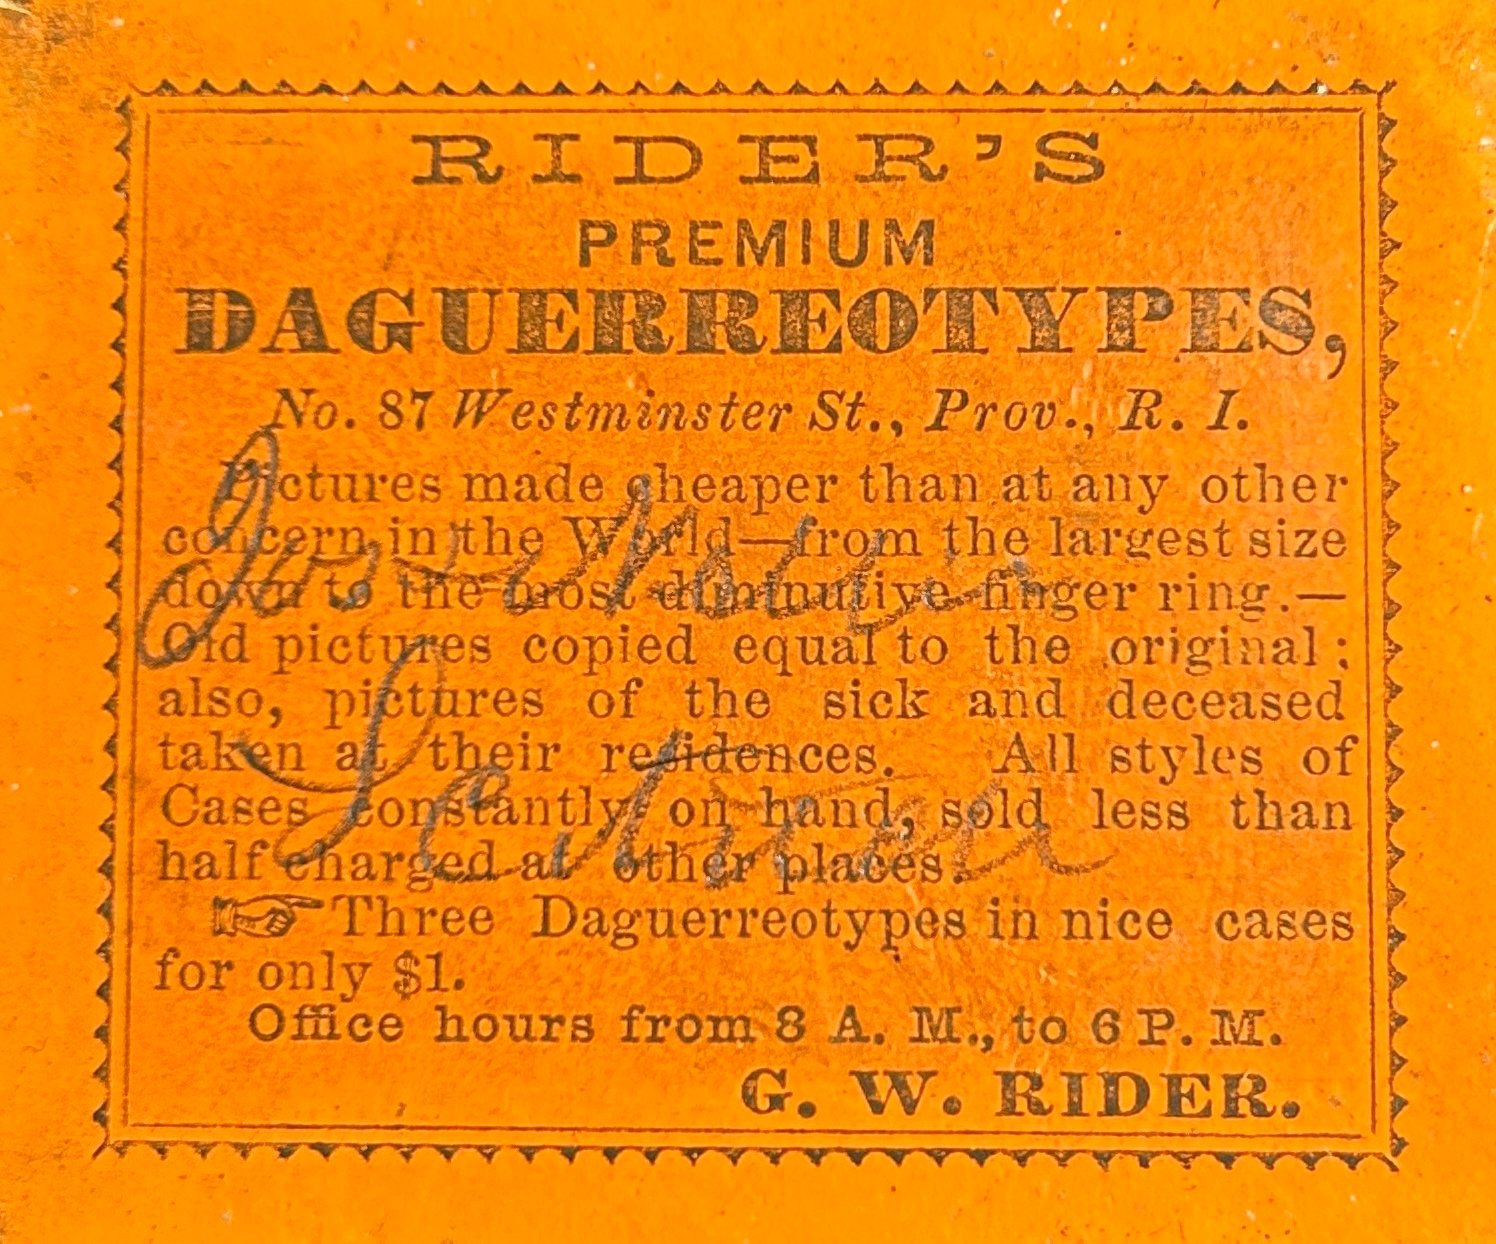 RIDER'S
PREMIUM
DAGUERREOTYPES,
No. 87 Westminster St., Prov., R. I.
Pictures made cheaper than at any other
concern in the World—from the largest size
down to the most diminutive finger ring.—
Old pictures copied equal to the original;
also, pictures of the sick and deceased
taken at their residences. All styles of
Cases constantly on hand, sold less than
half charged at other places.
☞Three Daguerreotypes in nice cases
for only $1.
Office hours from 8 A. M., to 6 P. M.
G. W. RIDER.